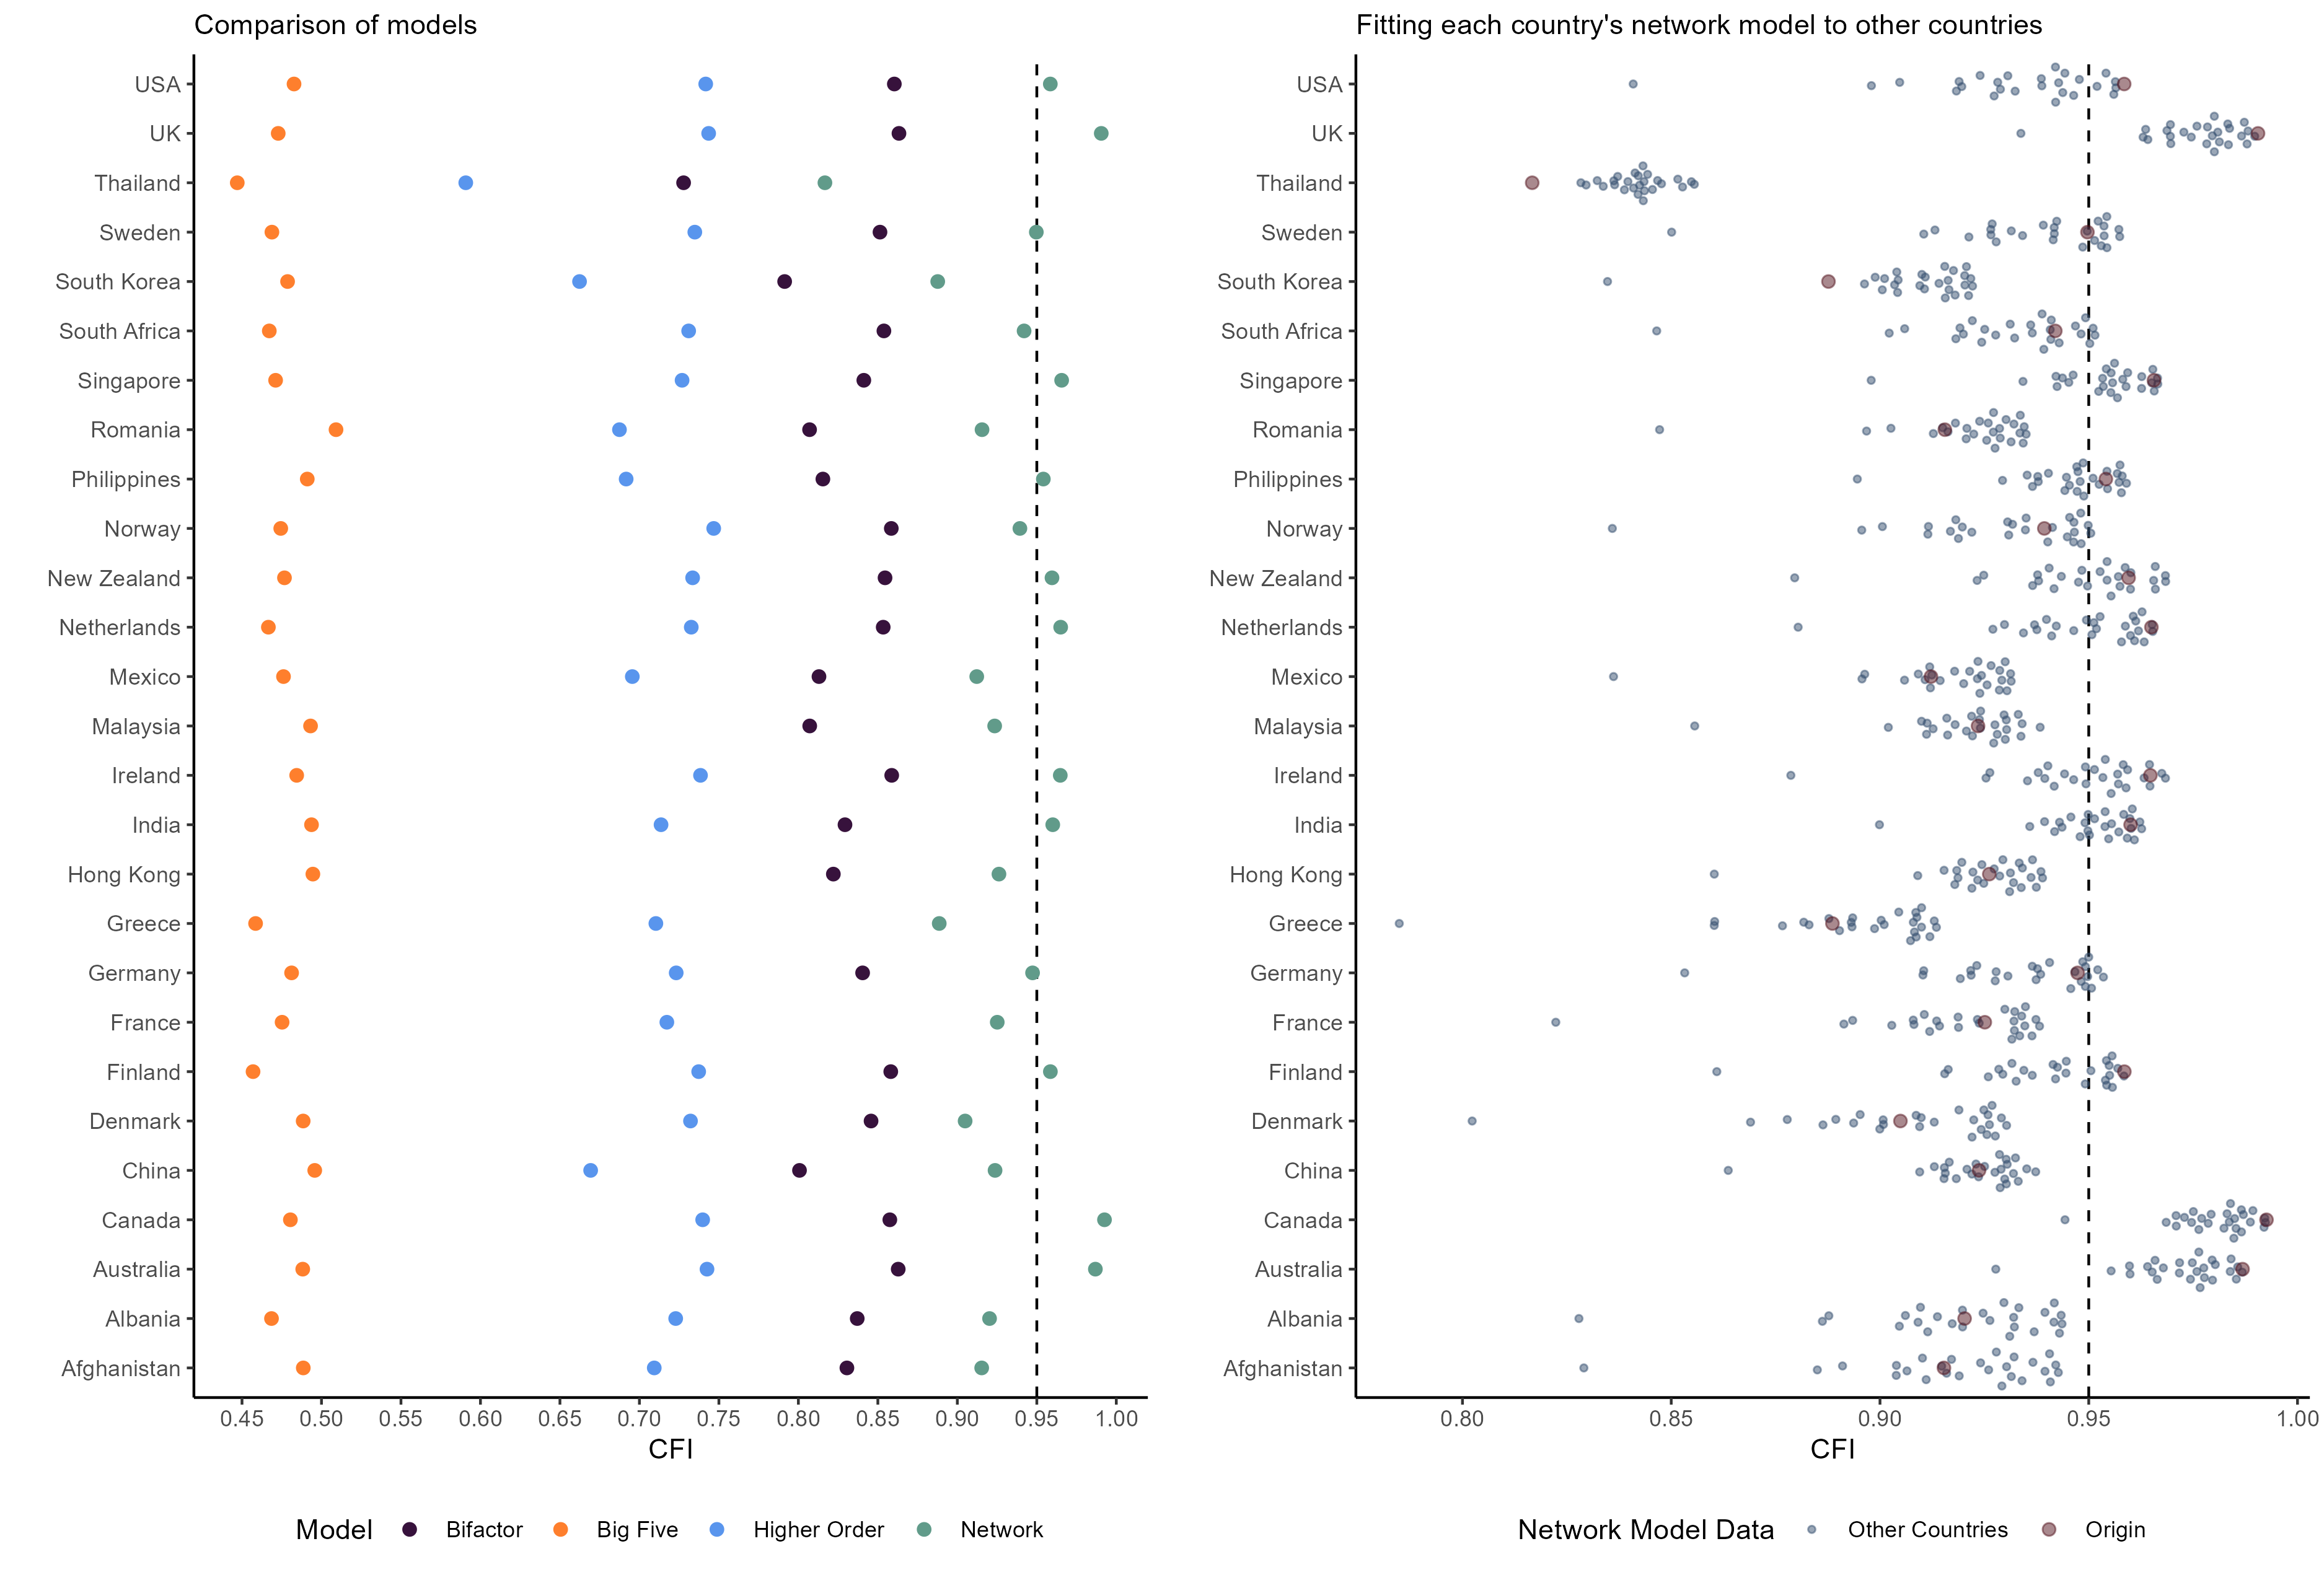 Comparison of models
USA
UK
Thailand
Sweden
South Korea
South Africa
Singapore
Romania
Philippines
Norway
New Zealand
Netherlands
Mexico
Malaysia
Ireland
India
Hong Kong
Greece
Germany
France
Finland
Denmark
China
Canada
Australia
Albania
Afghanistan
0.45 0.50 0.55 0.60 0.65 0.70 0.75 0.80 0.85 0.90 0.95 1.00
CFI
Model Bifactor Big Five Higher Order Network
Fitting each country's network model to other countries
USA
UK
Thailand
Sweden
South Korea
South Africa
Singapore
Romania
Philippines
Norway
New Zealand
Netherlands
Mexico
Malaysia
Ireland
India
Hong Kong
Greece
Germany
France
Finland
Denmark
China
Canada
Australia
Albania
Afghanistan
0.80 0.85 0.90 0.95 1.00
CFI
Network Model Data Other Countries Origin